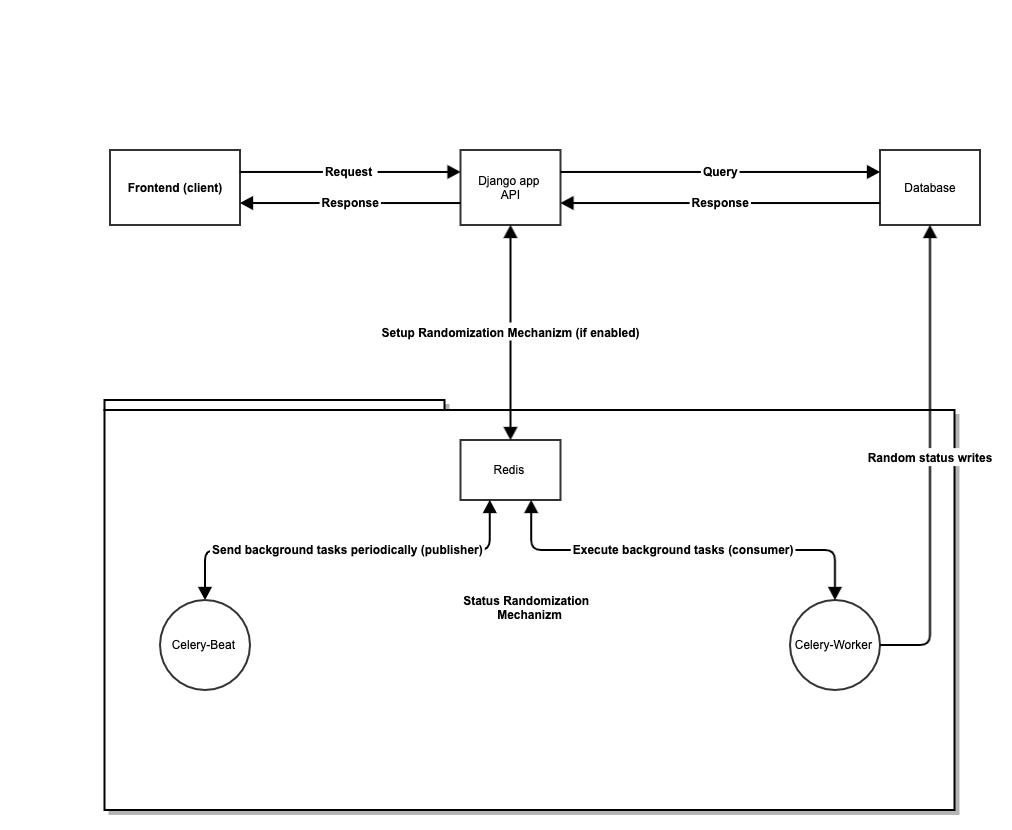 Frontend (client)
Request
Response
Django app
API
Query
Response
Database
Setup Randomization Mechanizm (if enabled)
Random status writes
Redis
Send background tasks periodically (publisher)
Execute background tasks (consumer)
Status Randomization
Mechanizm
Celery-Beat
Celery-Worker